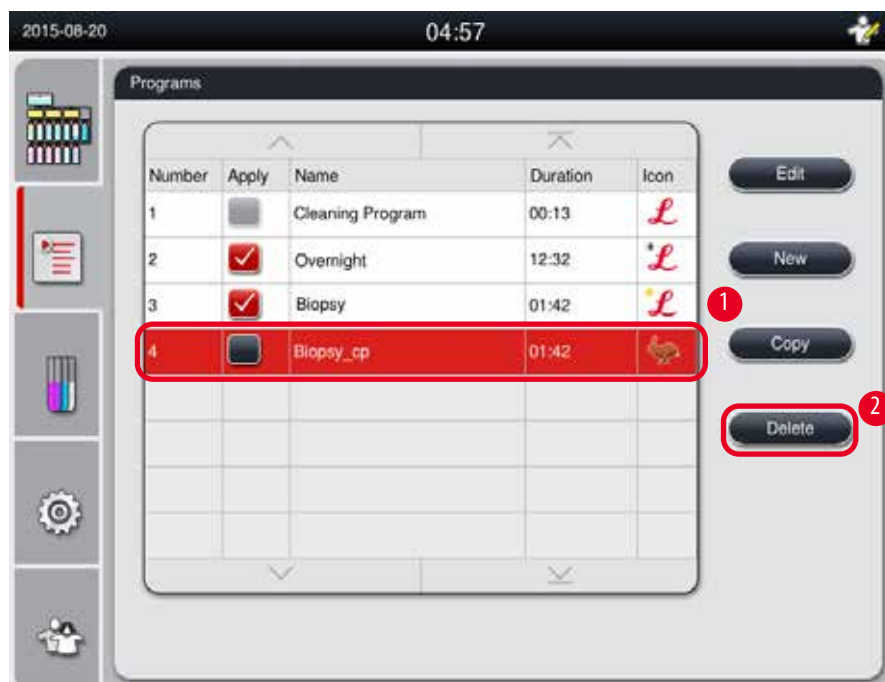 2015-08-20 04:57
Programs
Number Apply Name Duration Icon
1 Cleaning Program 00:13 L
2 Overnight 12:32 L
3 Biopsy 01:42 L
1
4 Biopsy_cp 01:42
Edit
New
Copy
Delete
2